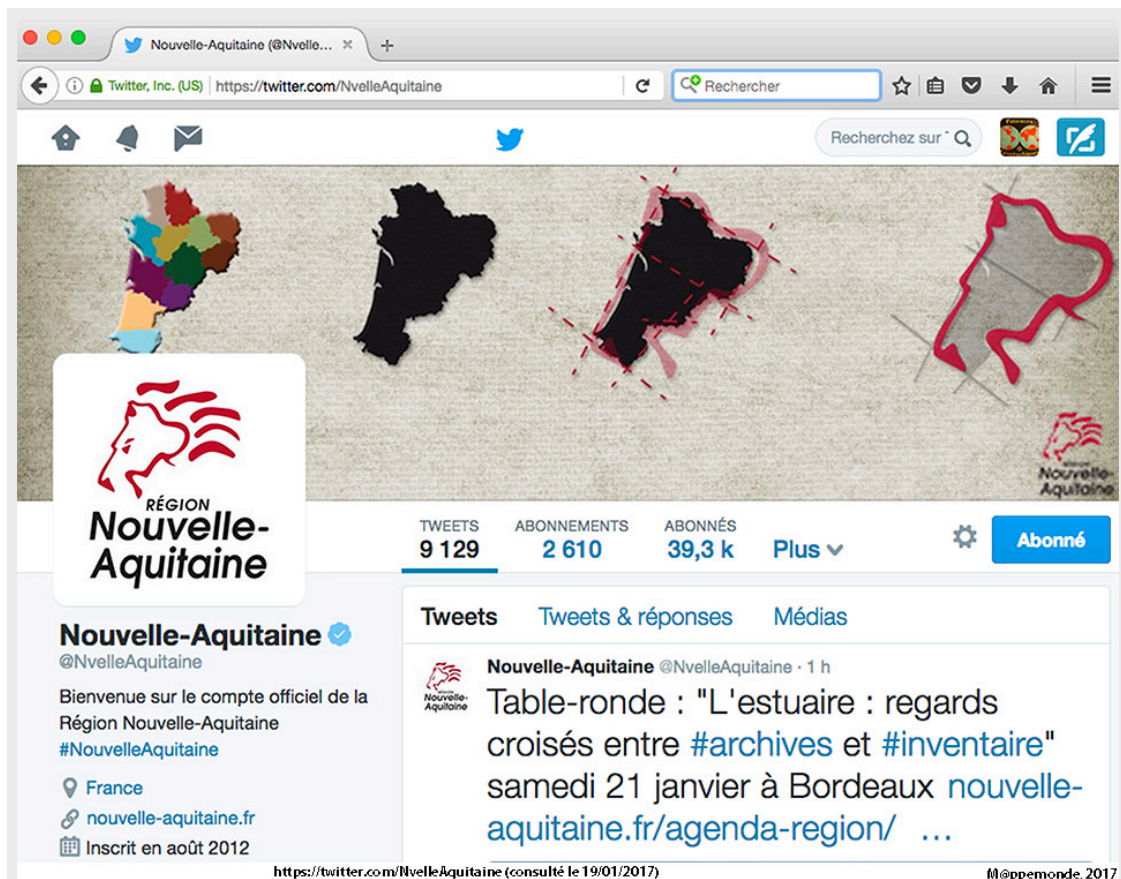 Nouvelle-Aquitaine (@Nvelle...
Twitter, Inc. (US)
https://twitter.com/NvelleAquitaine
Rechercher
Recherchez sur
Nouvelle-
Aquitaine
RÉGION
Nouvelle-
Aquitaine
TWEETS
9 129
ABONNEMENTS
2 610
ABONNÉS
39,3 k
Plus
Abonné
Nouvelle-Aquitaine
@NvelleAquitaine
Bienvenue sur le compte officiel de la
Région Nouvelle-Aquitaine
#NouvelleAquitaine
France
nouvelle-aquitaine.fr
Inscrit en août 2012
Tweets
Tweets & réponses
Médias
Nouvelle-
Aquitaine
Nouvelle-Aquitaine @NvelleAquitaine · 1 h
Table-ronde : "L'estuaire : regards
croisés entre #archives et #inventaire"
samedi 21 janvier à Bordeaux nouvelle-
aquitaine.fr/agenda-region/ ...
https://twitter.com/NvelleAquitaine (consulté le 19/01/2017)
M@ppemonde, 2017